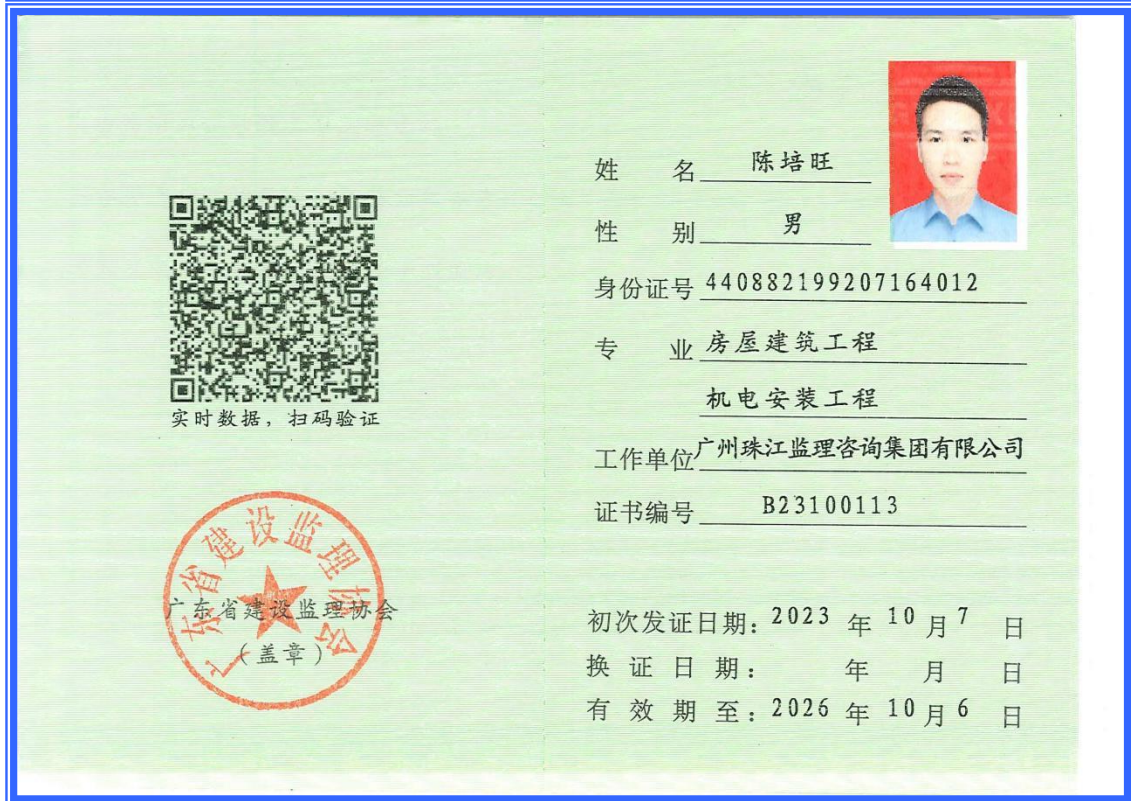 实时数据，扫码验证
广东省建设监理协会
广东省建设监理协会
（盖章）
姓 名 陈培旺
性 别 男
身份证号 440882199207164012
专 业 房屋建筑工程
机电安装工程
工作单位 广州珠江监理咨询集团有限公司
证书编号 B23100113
初次发证日期：2023 年 10 月 7 日
换 证 日 期： 年 月 日
有 效 期 至：2026 年 10 月 6 日